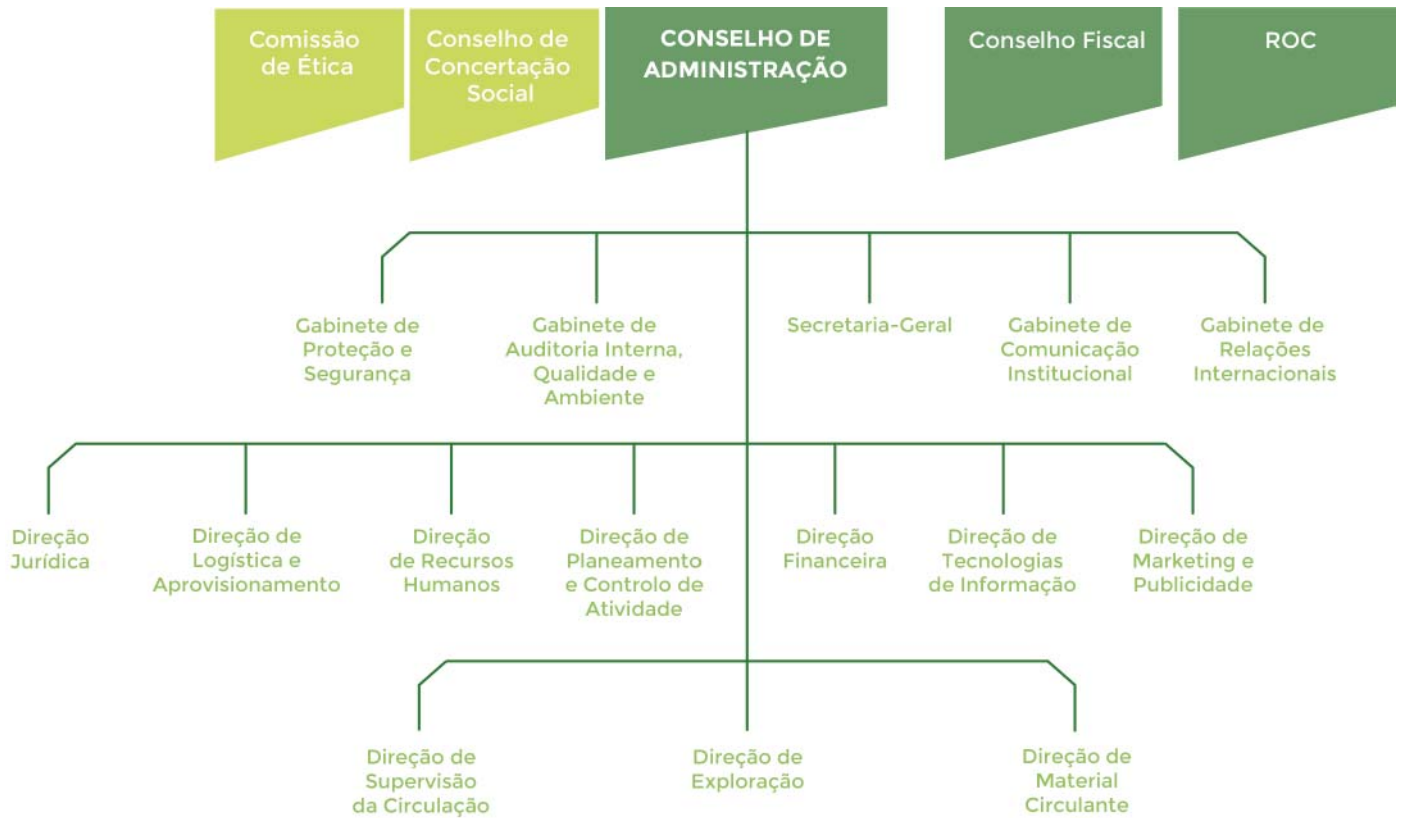 Comissão
de Ética
Conselho de
Concertação
Social
CONSELHO DE
ADMINISTRAÇÃO
Conselho Fiscal
ROC
Gabinete de
Proteção e
Segurança
Gabinete de
Auditoria Interna,
Qualidade e
Ambiente
Secretaria-Geral
Gabinete de
Comunicação
Institucional
Gabinete de
Relações
Internacionais
Direção
Jurídica
Direção de
Logística e
Aprovisionamento
Direção
de Recursos
Humanos
Direção de
Planeamento
e Controlo de
Atividade
Direção
Financeira
Direção de
Tecnologias
de Informação
Direção de
Marketing e
Publicidade
Direção de
Supervisão
da Circulação
Direção de
Exploração
Direção de
Material
Circulante